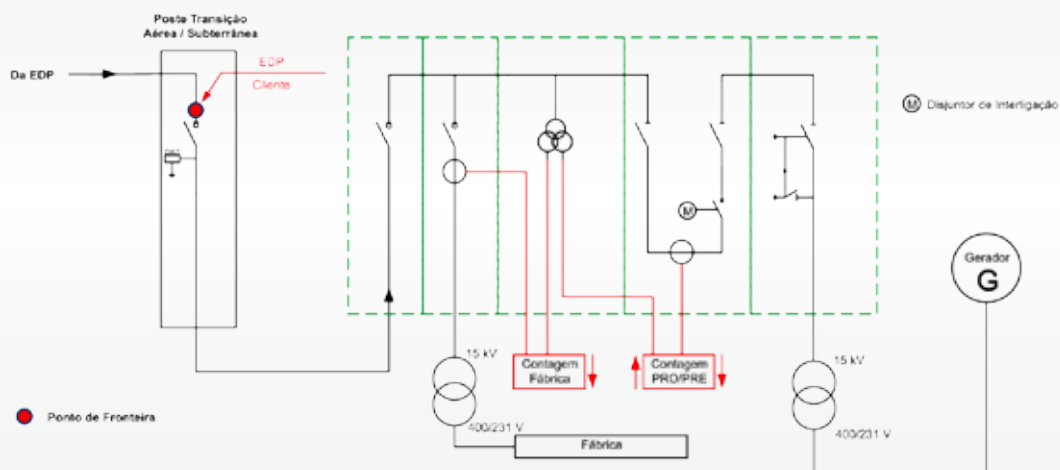 Poste Transição
Aérea / Subterrânea
Da EDP
EDP
Cliente
M
Disjuntor de Interligação
M
Gerador
G
15 kV
Contagem
Fábrica
Contagem
PRO/PRE
15 kV
400/231 V
400/231 V
Ponto de Fronteira
Fábrica